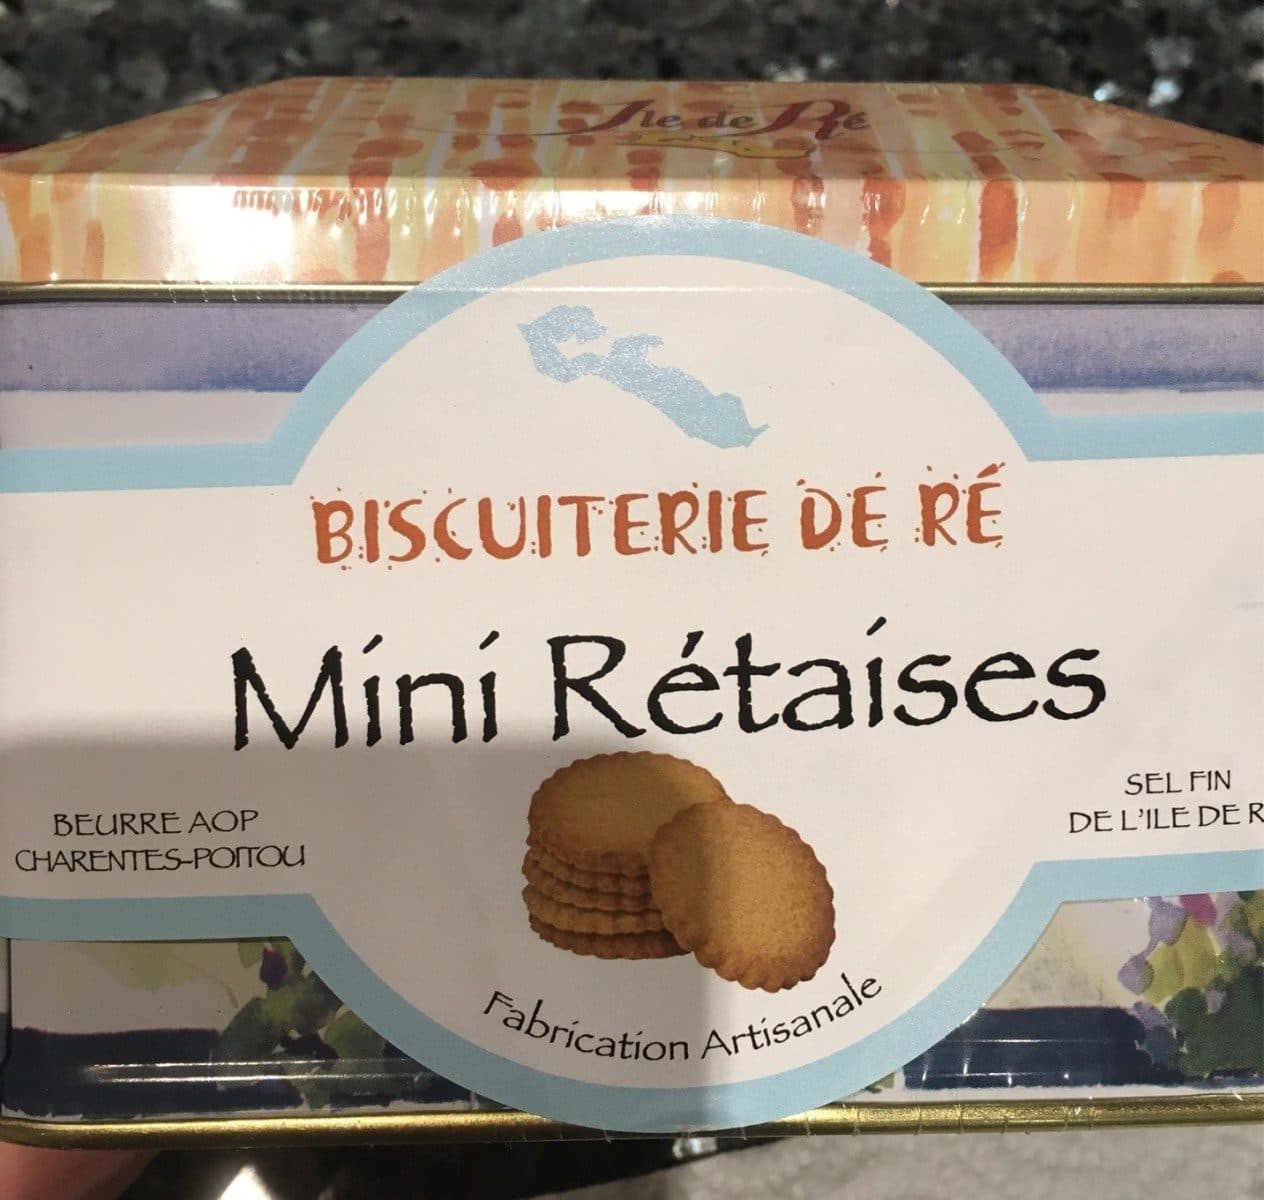 Ile de Ré
BISCUITERIE DE RÉ
Mini Rétaises
BEURRE AOP
CHARENTES-POITOU
SEL FIN
DE L'ILE DE R
Fabrication Artisanale